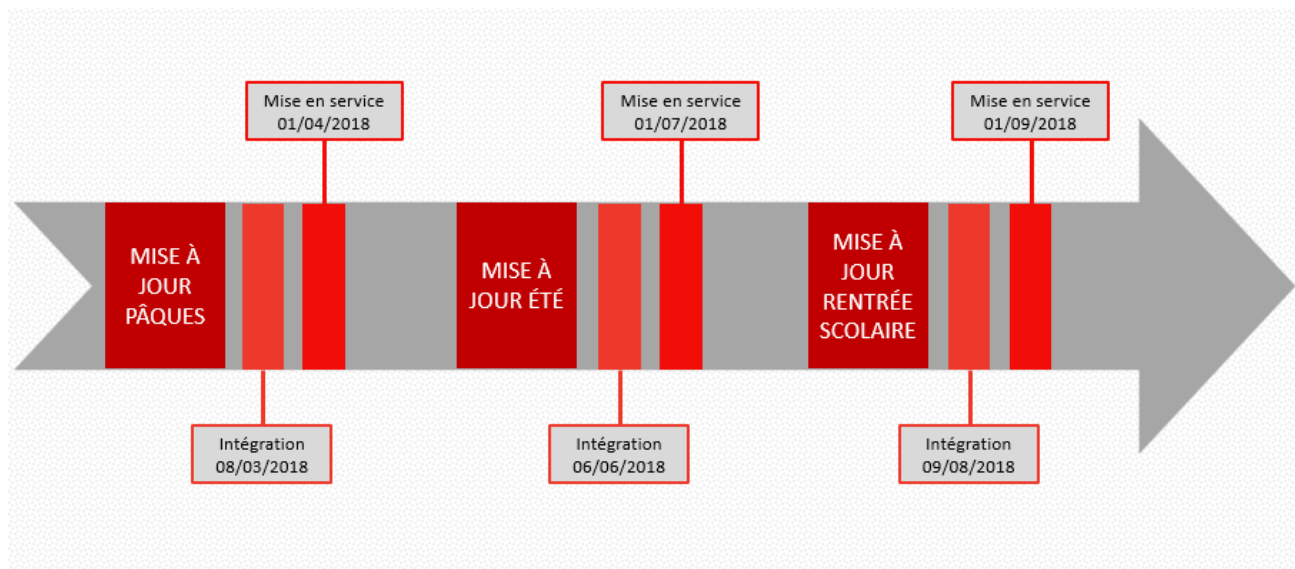 Mise en service
01/04/2018
Mise en service
01/07/2018
Mise en service
01/09/2018
MISE À
JOUR
PÂQUES
MISE À
JOUR ÉTÉ
MISE À
JOUR
RENTRÉE
SCOLAIRE
Intégration
08/03/2018
Intégration
06/06/2018
Intégration
09/08/2018